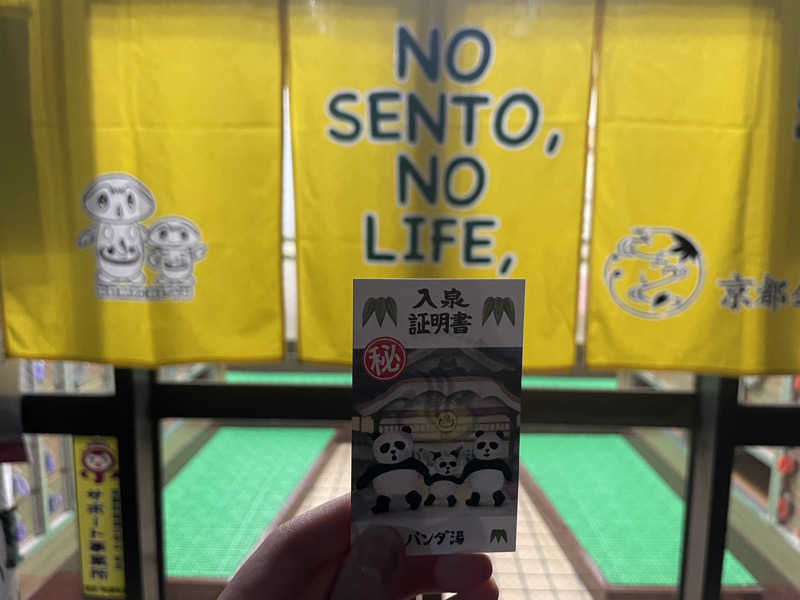 NO
SENTO,
NO
LIFE,
京都
入泉
証明書
秘
パンダ湯
サポート事業所